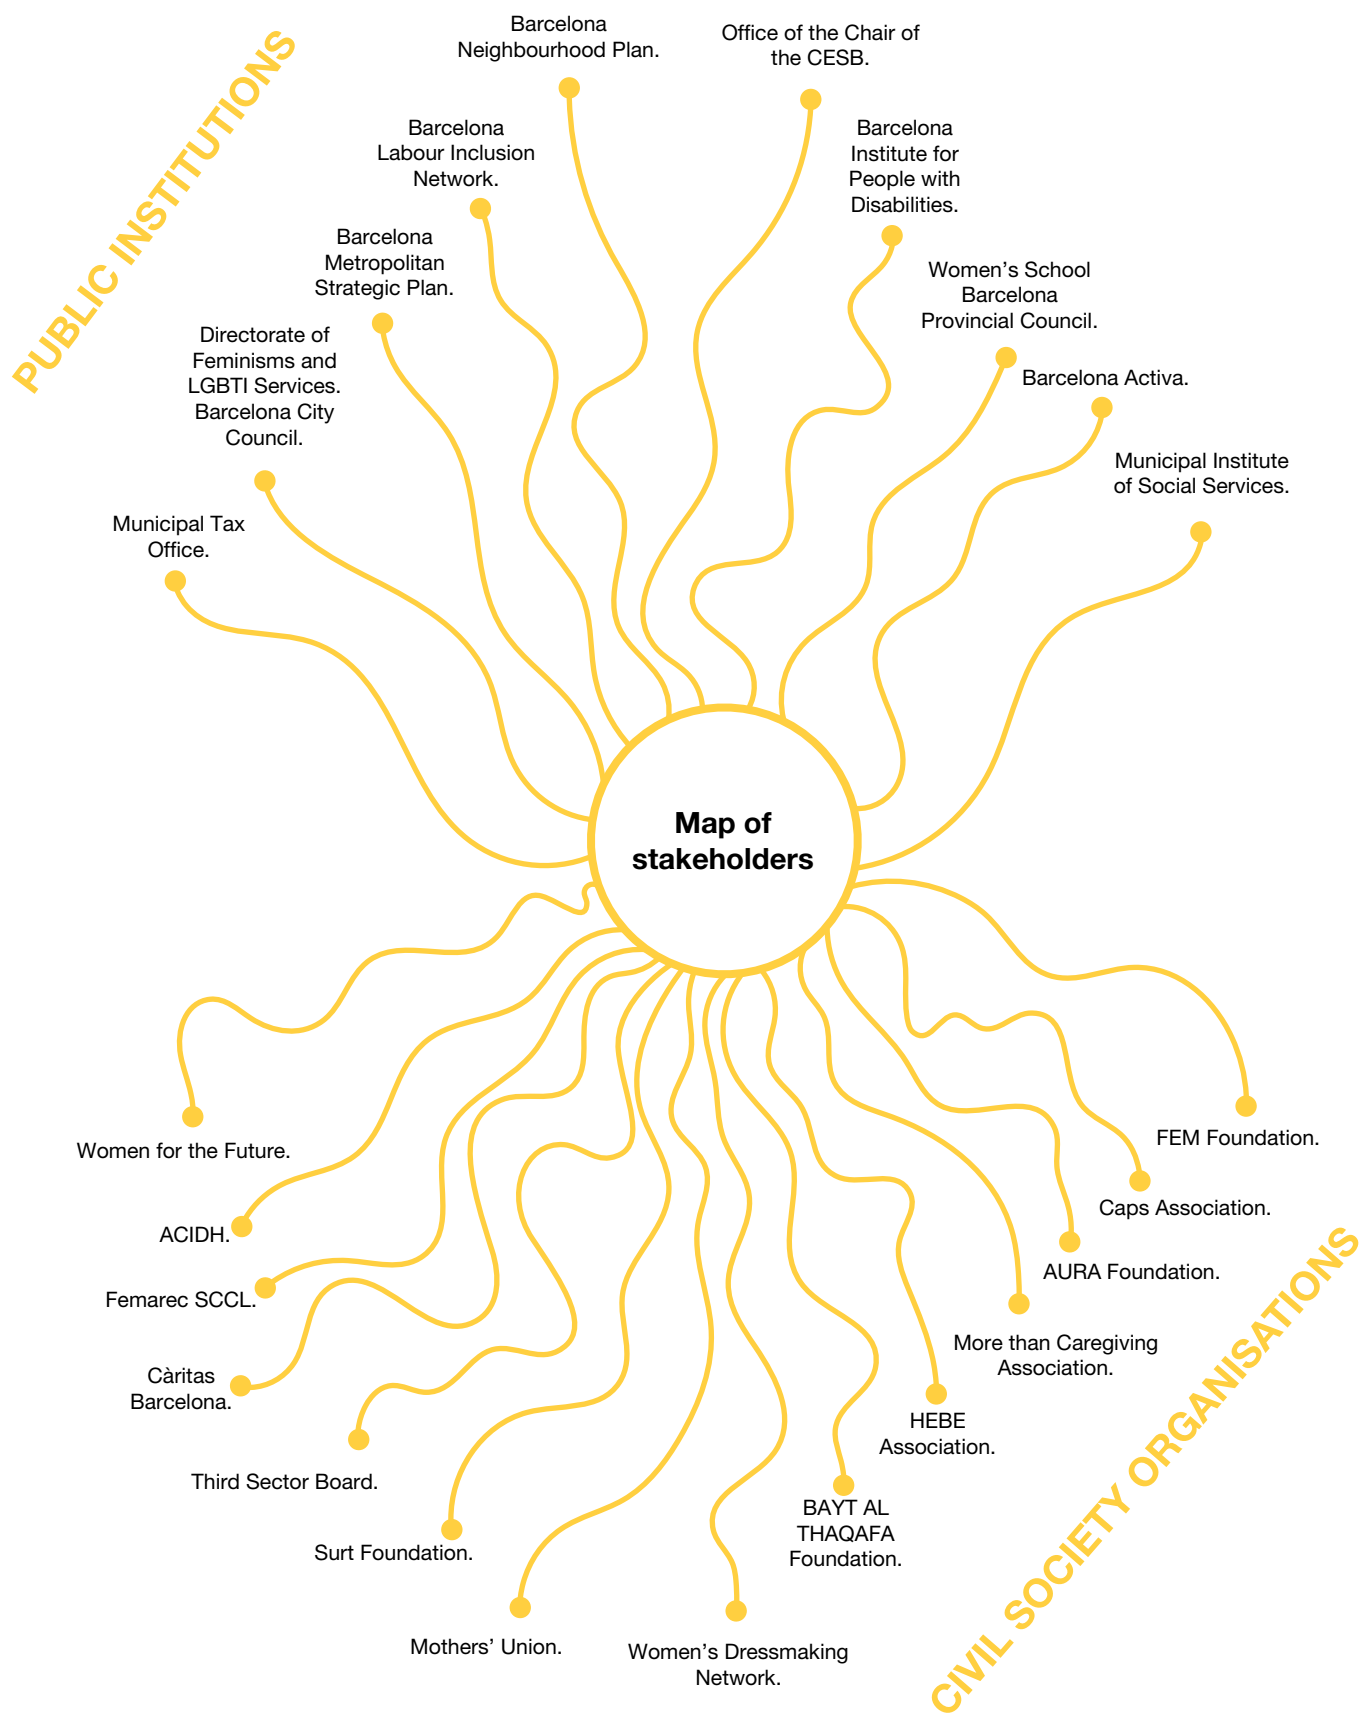 PUBLIC INSTITUTIONS
Barcelona
Neighbourhood Plan.
Office of the Chair of
the CESB.
Barcelona
Labour Inclusion
Network.
Barcelona
Institute for
People with
Disabilities.
Barcelona
Metropolitan
Strategic Plan.
Women’s School
Barcelona
Provincial Council.
Directorate of
Feminisms and
LGBTI Services.
Barcelona City
Council.
Barcelona Activa.
Municipal Institute
of Social Services.
Municipal Tax
Office.
Map of
stakeholders
Women for the Future.
FEM Foundation.
Caps Association.
ACIDH.
AURA Foundation.
Femarec SCCL.
More than Caregiving
Association.
Càritas
Barcelona.
HEBE
Association.
Third Sector Board.
BAYT AL
THAQAFA
Foundation.
Surt Foundation.
Mothers’ Union.
Women’s Dressmaking
Network.
CIVIL SOCIETY ORGANISATIONS